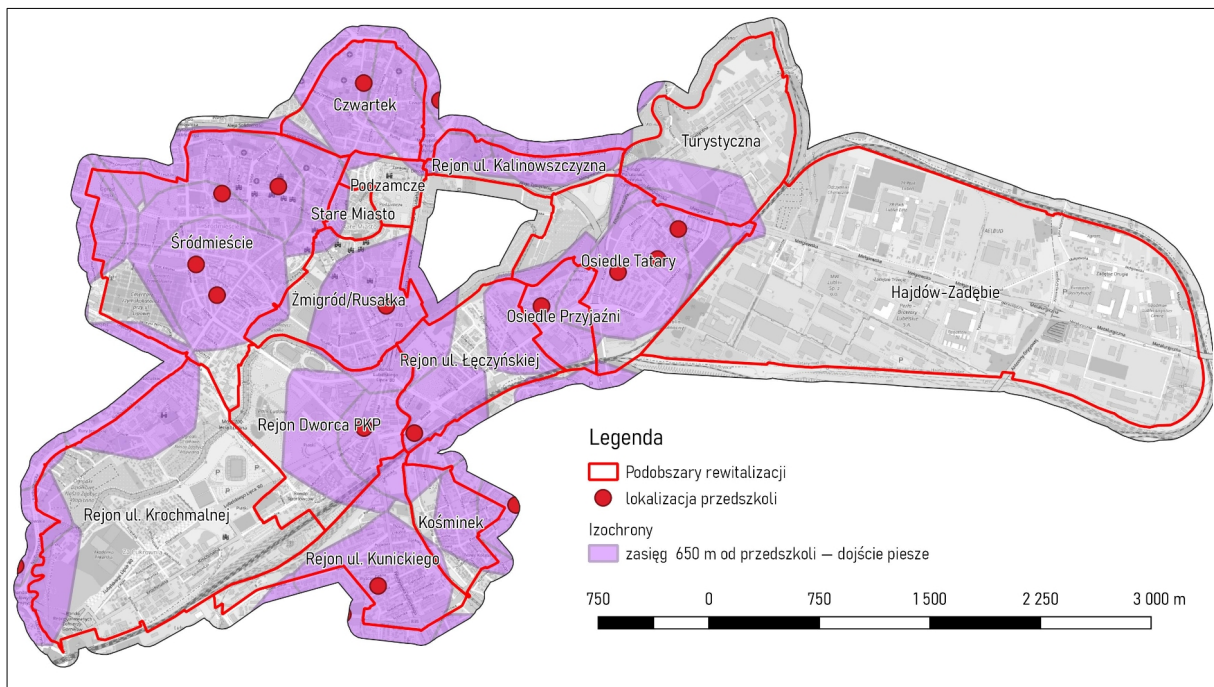 Czwartek
Turystyczna
Rejon ul. Kalinowszczyzna
Podzamcze
Stare Miasto
Śródmieście
Osiedle Tatary
Hajdów-Zadębie
Żmigród/Rusałka
Osiedle Przyjaźni
Rejon ul. Łęczyńskiej
Rejon Dworca PKP
Rejon ul. Krochmalnej
Kośminek
Rejon ul. Kunickiego
Legenda
Podobszary rewitalizacji
lokalizacja przedszkoli
Izochrony
zasięg 650 m od przedszkoli — dojście piesze
750 0 750 1 500 2 250 3 000 m